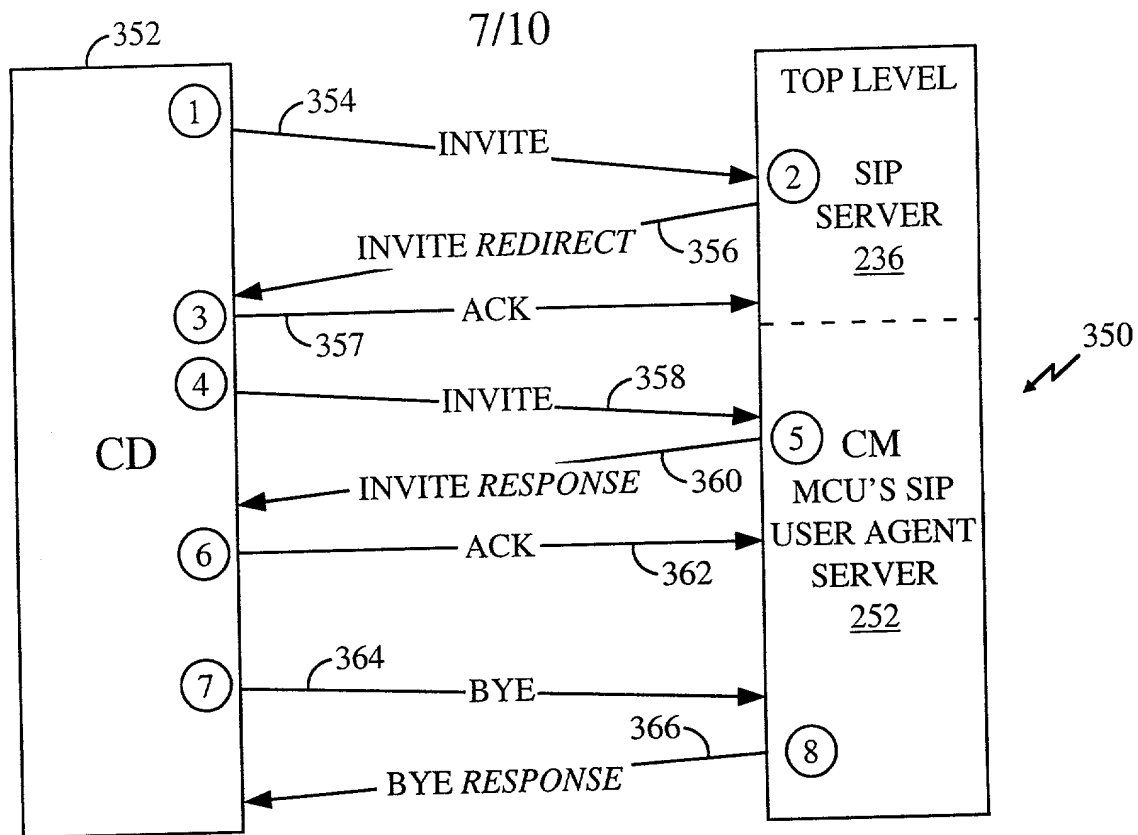 7/10
352
TOP LEVEL
1
354
INVITE
2
SIP
SERVER
236
INVITE REDIRECT
356
3
ACK
357
350
4
358
INVITE
5
CD
CM
MCU'S SIP
USER AGENT
SERVER
252
INVITE RESPONSE
360
6
ACK
362
7
364
BYE
366
8
BYE RESPONSE